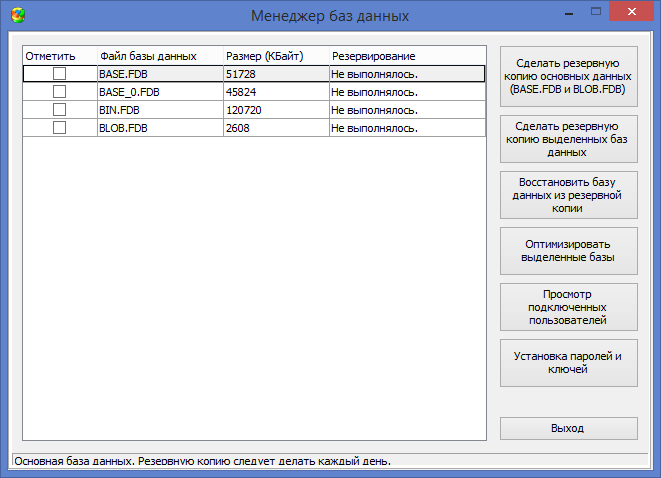 Менеджер баз данных
Отметить Файл базы данных Размер (КБайт) Резервирование
BASE.FDB 51728 Не выполнялось.
BASE_0.FDB 45824 Не выполнялось.
BIN.FDB 120720 Не выполнялось.
BLOB.FDB 2608 Не выполнялось.
Сделать резервную
копию основных данных
(BASE.FDB и BLOB.FDB)
Сделать резервную
копию выделенных баз
данных
Восстановить базу
данных из резервной
копии
Оптимизировать
выделенные базы
Просмотр
подключенных
пользователей
Установка паролей и
ключей
Выход
Основная база данных. Резервную копию следует делать каждый день.